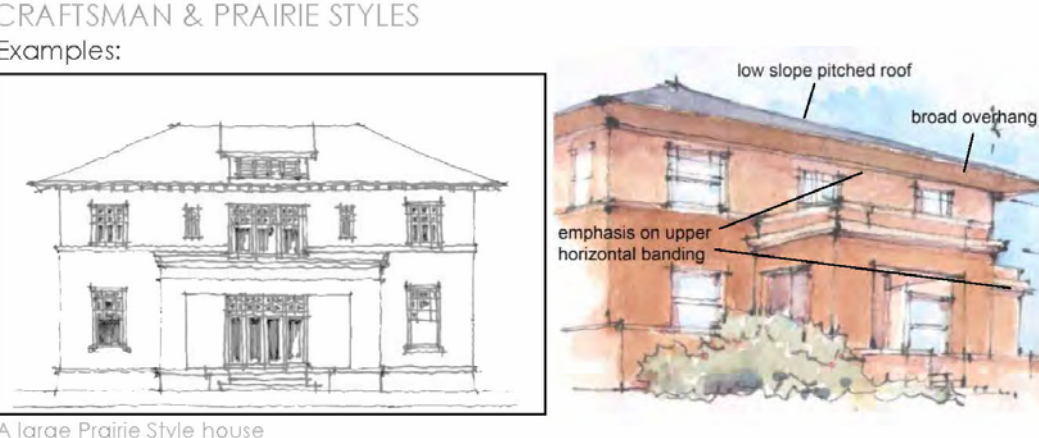 CRAFTSMAN & PRAIRIE STYLES
Examples:
low slope pitched roof
broad overhang
emphasis on upper
horizontal banding
A large Prairie Style house